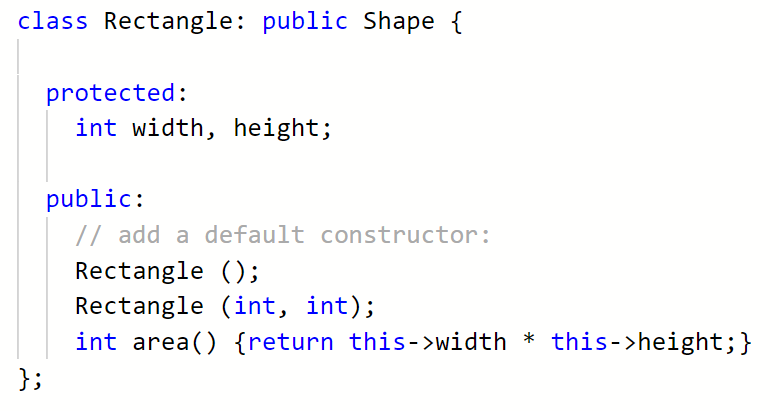 class Rectangle: public Shape {
protected:
int width, height;
public:
// add a default constructor:
Rectangle ();
Rectangle (int, int);
int area() {return this->width * this->height;}
};